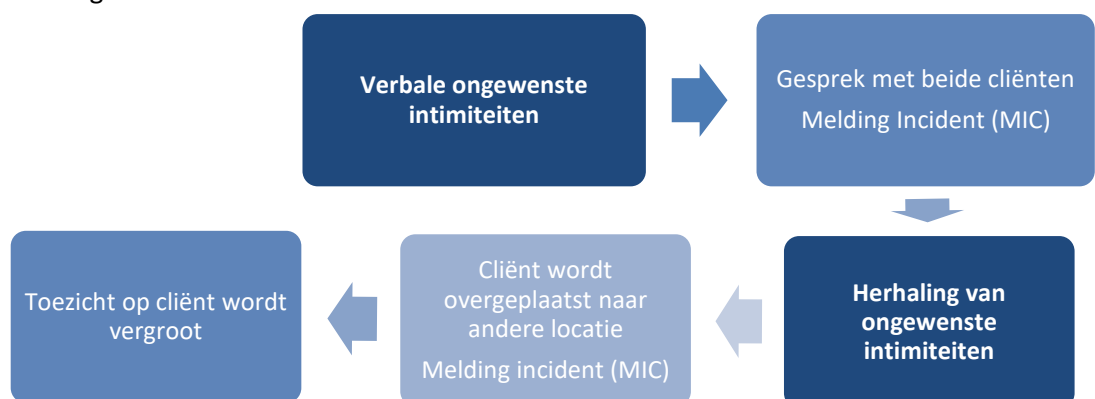 Verbale ongewenste
intimiteiten
Gesprek met beide cliënten
Melding Incident (MIC)
Herhaling van
ongewenste
intimiteiten
Cliënt wordt
overgeplaatst naar
andere locatie
Melding incident (MIC)
Toezicht op cliënt wordt
vergroot